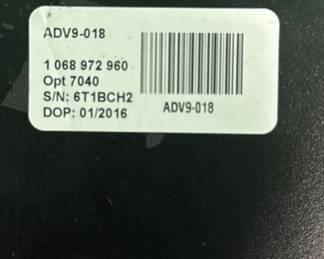 ADV9-018
1 068 972 960
Opt 7040
S/N: 6T1BCH2
DOP: 01/2016
ADV9-018